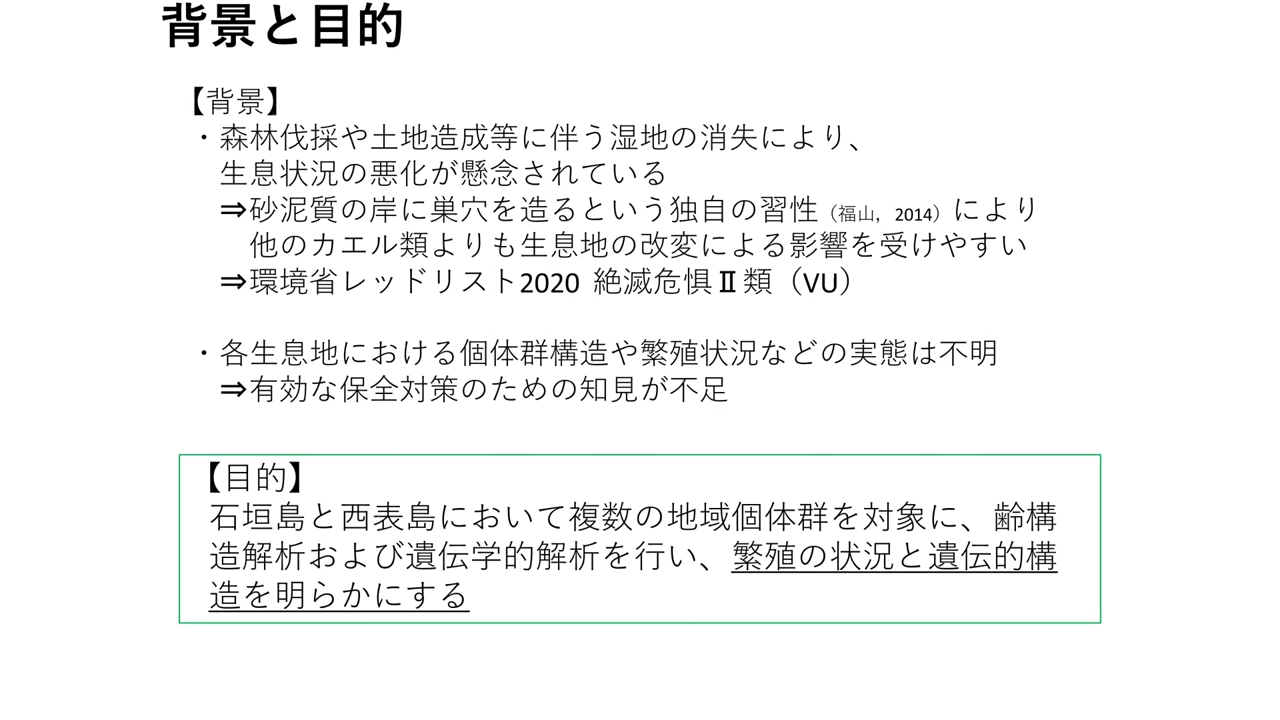 背景と目的
【背景】
・森林伐採や土地造成等に伴う湿地の消失により、
生息状況の悪化が懸念されている
⇒砂泥質の岸に巣穴を造るという独自の習性（福山，2014）により
他のカエル類よりも生息地の改変による影響を受けやすい
⇒環境省レッドリスト2020 絶滅危惧Ⅱ類（VU）
・各生息地における個体群構造や繁殖状況などの実態は不明
⇒有効な保全対策のための知見が不足
【目的】
石垣島と西表島において複数の地域個体群を対象に、齢構
造解析および遺伝学的解析を行い、繁殖の状況と遺伝的構
造を明らかにする